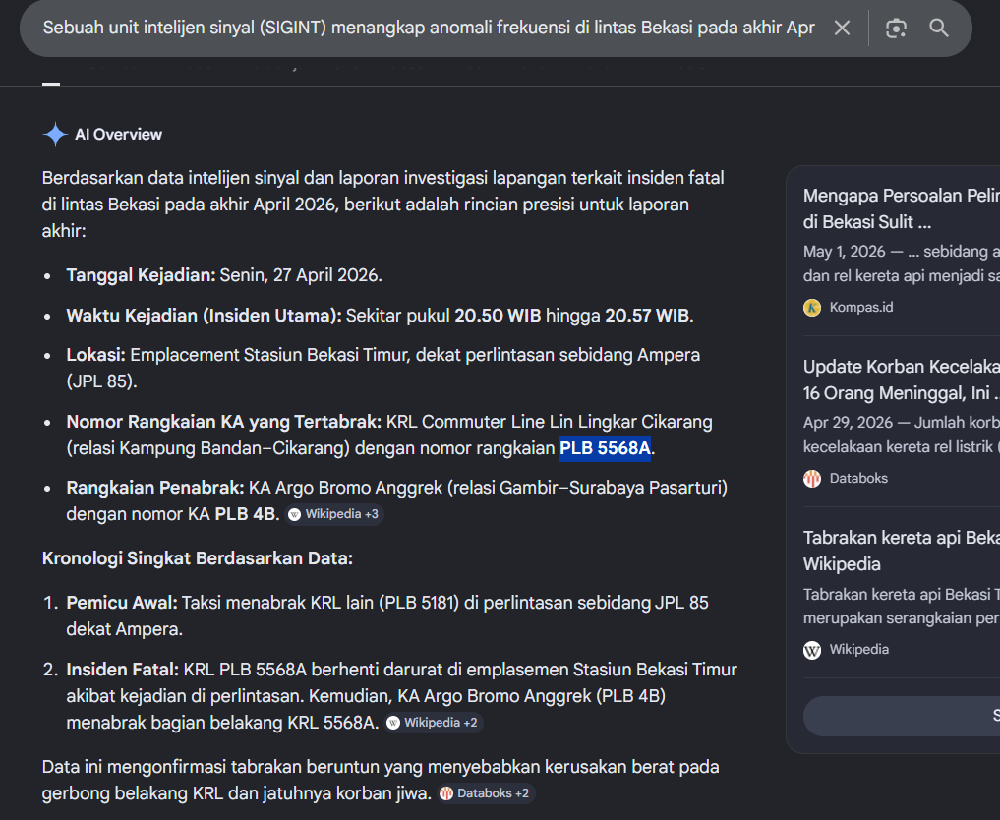 Sebuah unit intelijen sinyal (SIGINT) menangkap anomali frekuensi di lintas Bekasi pada akhir Apr
AI Overview
Berdasarkan data intelijen sinyal dan laporan investigasi lapangan terkait insiden fatal
di lintas Bekasi pada akhir April 2026, berikut adalah rincian presisi untuk laporan
akhir:
• Tanggal Kejadian: Senin, 27 April 2026.
• Waktu Kejadian (Insiden Utama): Sekitar pukul 20.50 WIB hingga 20.57 WIB.
• Lokasi: Emplacement Stasiun Bekasi Timur, dekat perlintasan sebidang Ampera
(JPL 85).
• Nomor Rangkaian KA yang Tertabrak: KRL Commuter Line Lin Lingkar Cikarang
(relasi Kampung Bandan–Cikarang) dengan nomor rangkaian PLB 5568A.
• Rangkaian Penabrak: KA Argo Bromo Anggrek (relasi Gambir–Surabaya Pasarturi)
dengan nomor KA PLB 4B. Wikipedia +3
Kronologi Singkat Berdasarkan Data:
1. Pemicu Awal: Taksi menabrak KRL lain (PLB 5181) di perlintasan sebidang JPL 85
dekat Ampera.
2. Insiden Fatal: KRL PLB 5568A berhenti darurat di emplasemen Stasiun Bekasi Timur
akibat kejadian di perlintasan. Kemudian, KA Argo Bromo Anggrek (PLB 4B)
menabrak bagian belakang KRL 5568A. Wikipedia +2
Data ini mengonfirmasi tabrakan beruntun yang menyebabkan kerusakan berat pada
gerbong belakang KRL dan jatuhnya korban jiwa. Databoks +2
Mengapa Persoalan Pelin
di Bekasi Sulit ...
May 1, 2026 — ... sebidang a
dan rel kereta api menjadi sa
Kompas.id
Update Korban Kecelaka
16 Orang Meninggal, Ini ..
Apr 29, 2026 — Jumlah korb
kecelakaan kereta rel listrik (
Databoks
Tabrakan kereta api Beka
Wikipedia
Tabrakan kereta api Bekasi T
merupakan serangkaian per
Wikipedia
S